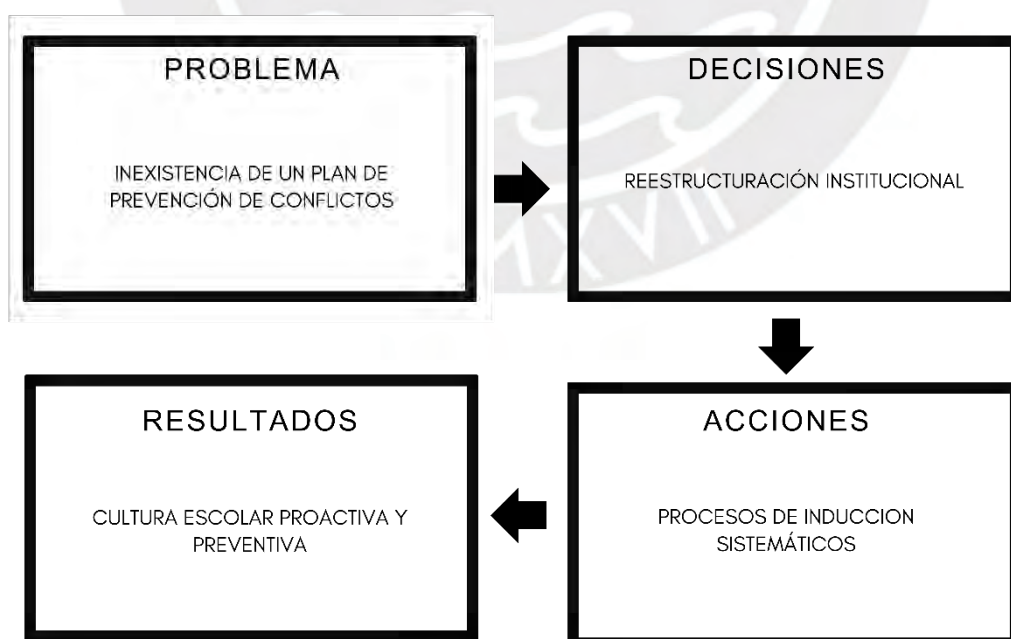 PROBLEMA
INEXISTENCIA DE UN PLAN DE
PREVENCIÓN DE CONFLICTOS
DECISIONES
REESTRUCTURACIÓN INSTITUCIONAL
MXVII
ACCIONES
PROCESOS DE INDUCCION
SISTEMÁTICOS
RESULTADOS
CULTURA ESCOLAR PROACTIVA Y
PREVENTIVA